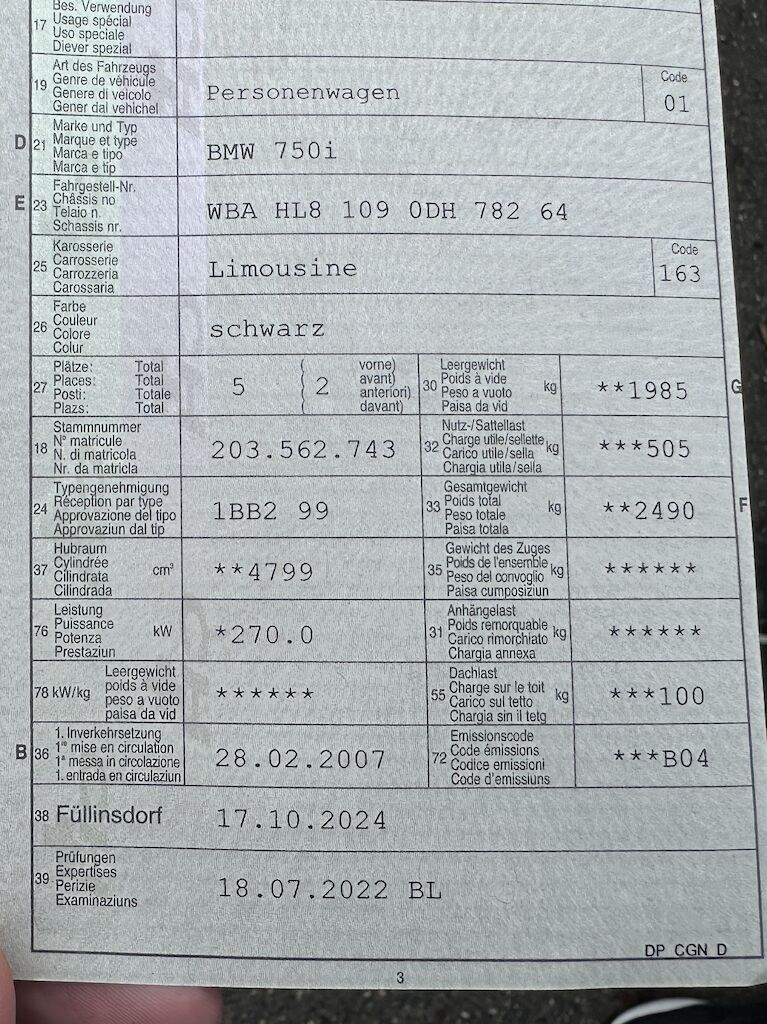 Bes. Verwendung
17 Usage spécial
Uso speciale
Diever spezial
Art des Fahrzeugs
19 Genre de véhicule
Genere di veicolo
Gener dal vehichel
Personenwagen
Code
01
Marke und Typ
D 21 Marque et type
Marca e tipo
Marca e tip
BMW 750i
Fahrgestell-Nr.
E 23 Châssis no
Telaio n.
Schassis nr.
WBA HL8 109 0DH 782 64
Karosserie
25 Carrosserie
Carrozzeria
Carossaria
Limousine
Code
163
Farbe
26 Couleur
Colore
Colur
schwarz
Plätze: Total
27 Places: Total
Posti: Totale
Plazs: Total
5 2
vorne)
avant)
anteriori)
davant)
Leergewicht
30 Poids à vide kg
Peso a vuoto
Paisa da vid
**1985 G
Stammnummer
18 N° matricule
N. di matricola
Nr. da matricla
203.562.743
Nutz-/Sattellast
32 Charge utile/sellette kg
Carico utile/sella
Chargia utila/sella
***505
Typengenehmigung
24 Réception par type
Approvazione del tipo
Approvaziun dal tip
1BB2 99
Gesamtgewicht
33 Poids total kg
Peso totale
Paisa totala
**2490 F
Hubraum
37 Cylindrée cm³
Cilindrata
Cilindrada
**4799
Gewicht des Zuges
35 Poids de l'ensemble kg
Peso del convoglio
Paisa cumposiziun
******
Leistung
76 Puissance kW
Potenza
Prestaziun
*270.0
Anhängelast
31 Poids remorquable kg
Carico rimorchiato
Chargia annexa
******
Leergewicht
78 kW/kg poids à vide
peso a vuoto
paisa da vid
******
Dachlast
55 Charge sur le toit kg
Carico sul tetto
Chargia sin il tetg
***100
1. Inverkehrsetzung
B 36 1re mise en circulation
1a messa in circolazione
1. entrada en circulaziun
28.02.2007
Emissionscode
72 Code émissions
Codice emissioni
Code d'emissiuns
***B04
38 Füllinsdorf 17.10.2024
Prüfungen
39 Expertises
Perizie
Examinaziuns
18.07.2022 BL
DP CGN D
3